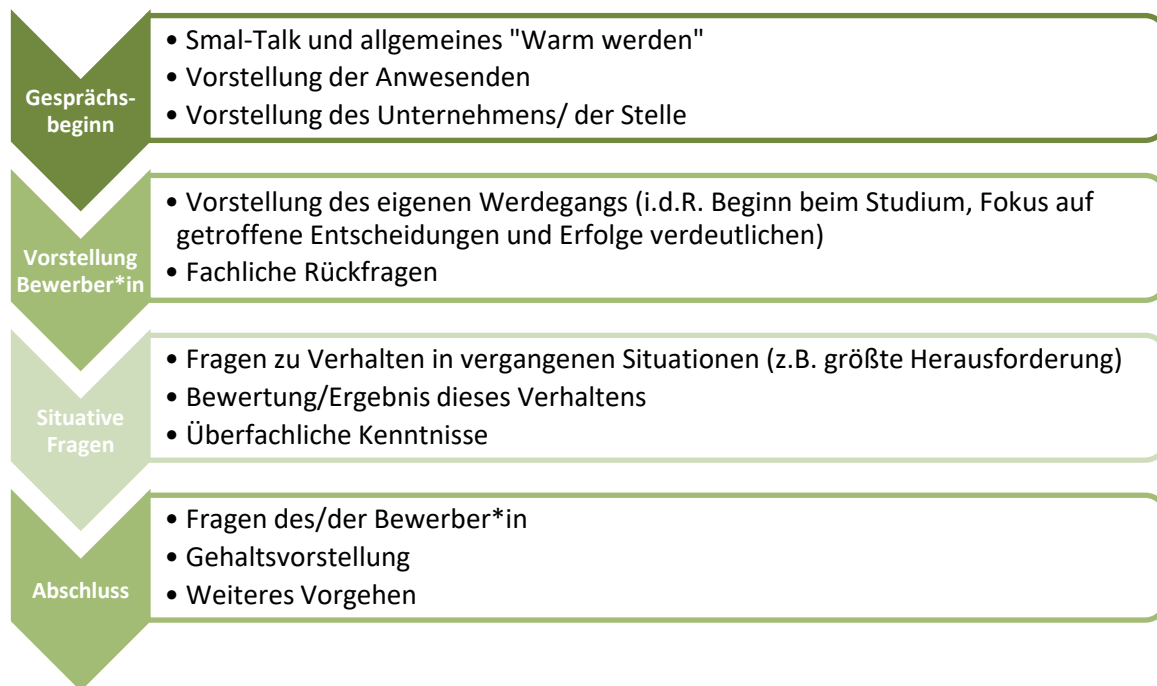 Gesprächs-
beginn
• Smal-Talk und allgemeines "Warm werden"
• Vorstellung der Anwesenden
• Vorstellung des Unternehmens/ der Stelle
Vorstellung
Bewerber*in
• Vorstellung des eigenen Werdegangs (i.d.R. Beginn beim Studium, Fokus auf
getroffene Entscheidungen und Erfolge verdeutlichen)
• Fachliche Rückfragen
Situative
Fragen
• Fragen zu Verhalten in vergangenen Situationen (z.B. größte Herausforderung)
• Bewertung/Ergebnis dieses Verhaltens
• Überfachliche Kenntnisse
Abschluss
• Fragen des/der Bewerber*in
• Gehaltsvorstellung
• Weiteres Vorgehen